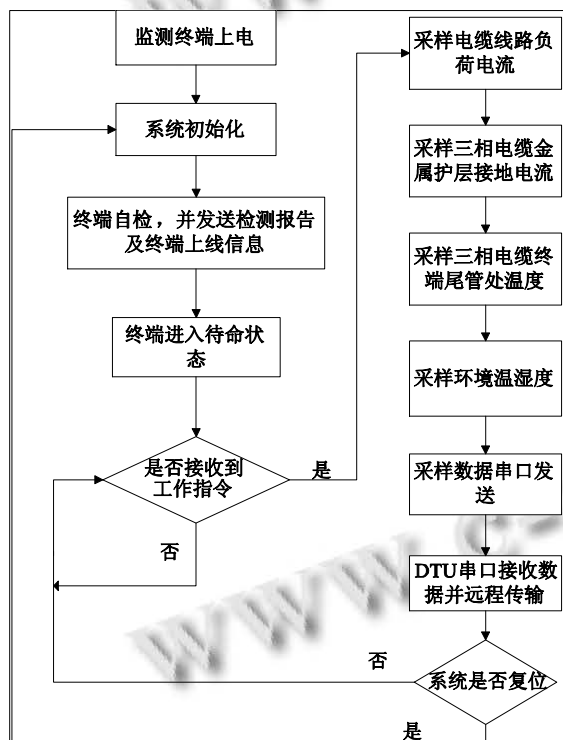 监测终端上电
系统初始化
终端自检，并发送检测报告
及终端上线信息
终端进入待命状
态
是否接收到
工作指令
是
否
采样电缆线路负
荷电流
采样三相电缆金
属护层接地电流
采样三相电缆终
端尾管处温度
采样环境温湿度
采样数据串口发
送
DTU串口接收数
据并远程传输
系统是否复位
否
是
www c-